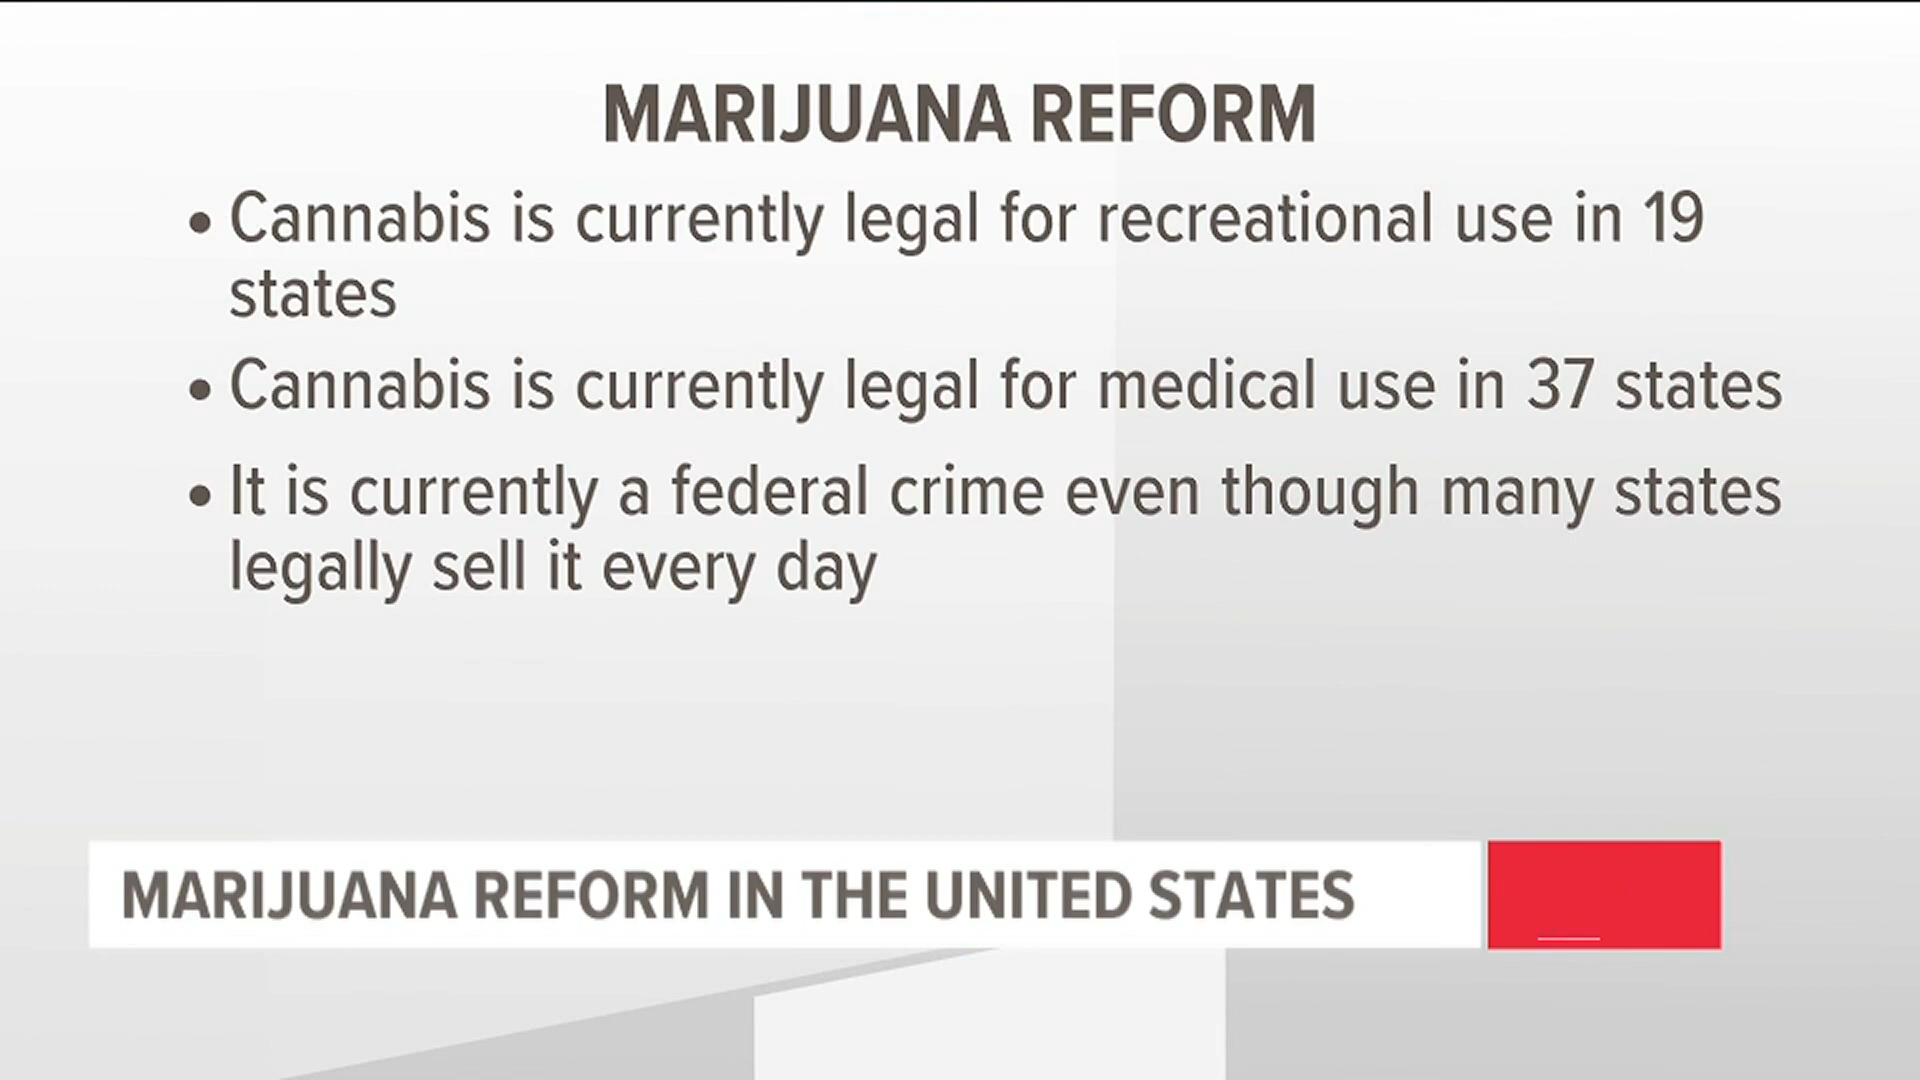 MARIJUANA REFORM
• Cannabis is currently legal for recreational use in 19
states
• Cannabis is currently legal for medical use in 37 states
• It is currently a federal crime even though many states
legally sell it every day
MARIJUANA REFORM IN THE UNITED STATES